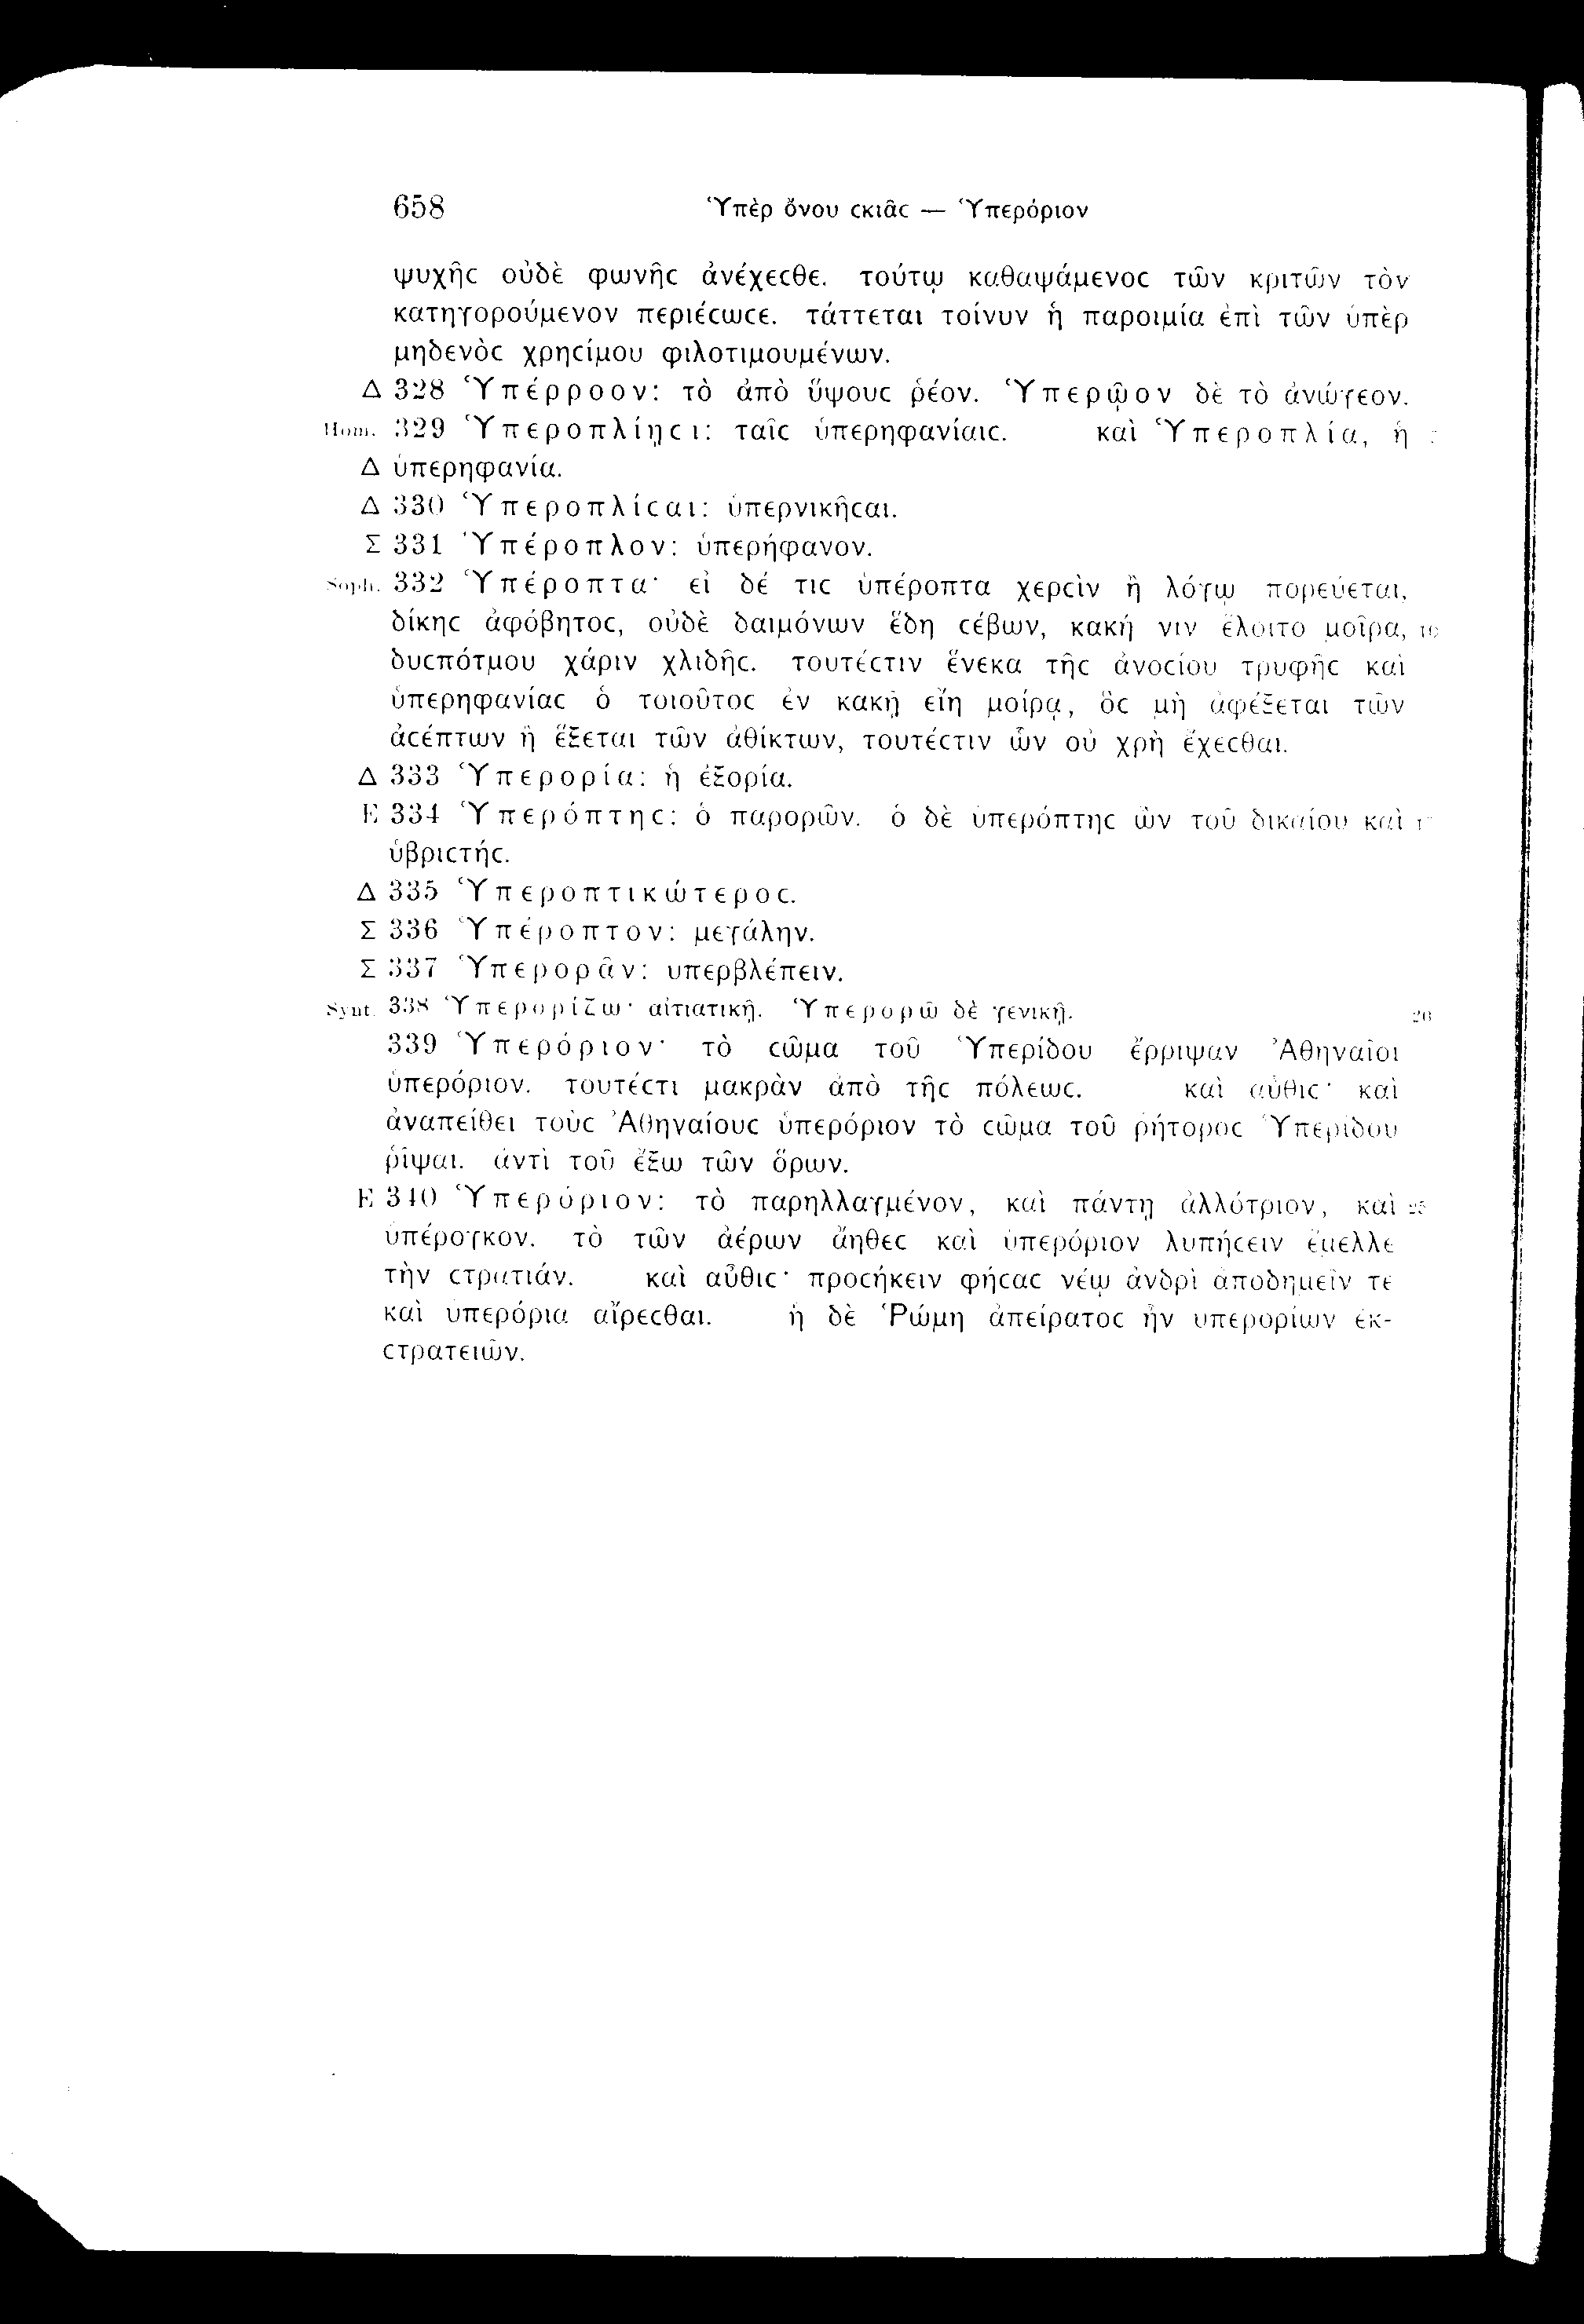 658 Ὑπὲρ ὄνου ϲκιᾶϲ — Ὑπερόριον
ψυχῆϲ οὐδὲ φωνῆϲ ἀνέχεϲθε. τούτῳ καθαψάμενοϲ τῶν κριτῶν τὸν
κατηγορούμενον περιέϲωϲε. τάττεται τοίνυν ἡ παροιμία ἐπὶ τῶν ὑπὲρ
μηδενὸϲ χρηϲίμου φιλοτιμουμένων.
Δ 328 Ὑπέρροον: τὸ ἀπὸ ὕψουϲ ῥέον. Ὑπερῷον δὲ τὸ ἀνώγεον.
Hom. 329 Ὑπεροπλίῃϲι: ταῖϲ ὑπερηφανίαιϲ. καὶ Ὑπεροπλία, ἡ
Δ ὑπερηφανία.
Δ 330 Ὑπεροπλίϲαι: ὑπερνικῆϲαι.
Σ 331 Ὑπέροπλον: ὑπερήφανον.
Soph. 332 Ὑπέροπτα· εἰ δέ τιϲ ὑπέροπτα χερϲὶν ἢ λόγῳ πορεύεται,
δίκηϲ ἀφόβητοϲ, οὐδὲ δαιμόνων ἕδη ϲέβων, κακή νιν ἕλοιτο μοῖρα, 10
δυϲπότμου χάριν χλιδῆϲ. τουτέϲτιν ἕνεκα τῆϲ ἀνοϲίου τρυφῆϲ καὶ
ὑπερηφανίαϲ ὁ τοιοῦτοϲ ἐν κακῇ εἴη μοίρᾳ, ὃϲ μὴ ἀφέξεται τῶν
ἀϲέπτων ἢ ἕξεται τῶν ἀθίκτων, τουτέϲτιν ὧν οὐ χρὴ ἔχεϲθαι.
Δ 333 Ὑπερορία: ἡ ἐξορία.
E 334 Ὑπερόπτηϲ: ὁ παρορῶν. ὁ δὲ ὑπερόπτηϲ ὢν τοῦ δικαίου καὶ
ὑβριϲτήϲ.
Δ 335 Ὑπεροπτικώτεροϲ.
Σ 336 Ὑπέροπτον: μεγάλην.
Σ 337 Ὑπερορᾶν: ὑπερβλέπειν.
Synt. 338 Ὑπερορίζω· αἰτιατικῇ. Ὑπερορῶ δὲ γενικῇ. 20
339 Ὑπερόριον· τὸ ϲῶμα τοῦ Ὑπερίδου ἔρριψαν Ἀθηναῖοι
ὑπερόριον. τουτέϲτι μακρὰν ἀπὸ τῆϲ πόλεωϲ. καὶ αὖθιϲ· καὶ
ἀναπείθει τοὺϲ Ἀθηναίουϲ ὑπερόριον τὸ ϲῶμα τοῦ ῥήτοροϲ Ὑπερίδου
ῥῖψαι. ἀντὶ τοῦ ἔξω τῶν ὅρων.
E 340 Ὑπερόριον: τὸ παρηλλαγμένον, καὶ πάντῃ ἀλλότριον, καὶ 25
ὑπέρογκον. τὸ τῶν ἀέρων ἄηθεϲ καὶ ὑπερόριον λυπήϲειν ἔμελλε
τὴν ϲτρατιάν. καὶ αὖθιϲ· προϲήκειν φήϲαϲ νέῳ ἀνδρὶ ἀποδημεῖν τε
καὶ ὑπερόρια αἴρεϲθαι. ἡ δὲ Ῥώμη ἀπείρατοϲ ἦν ὑπερορίων ἐκ-
ϲτρατειῶν.